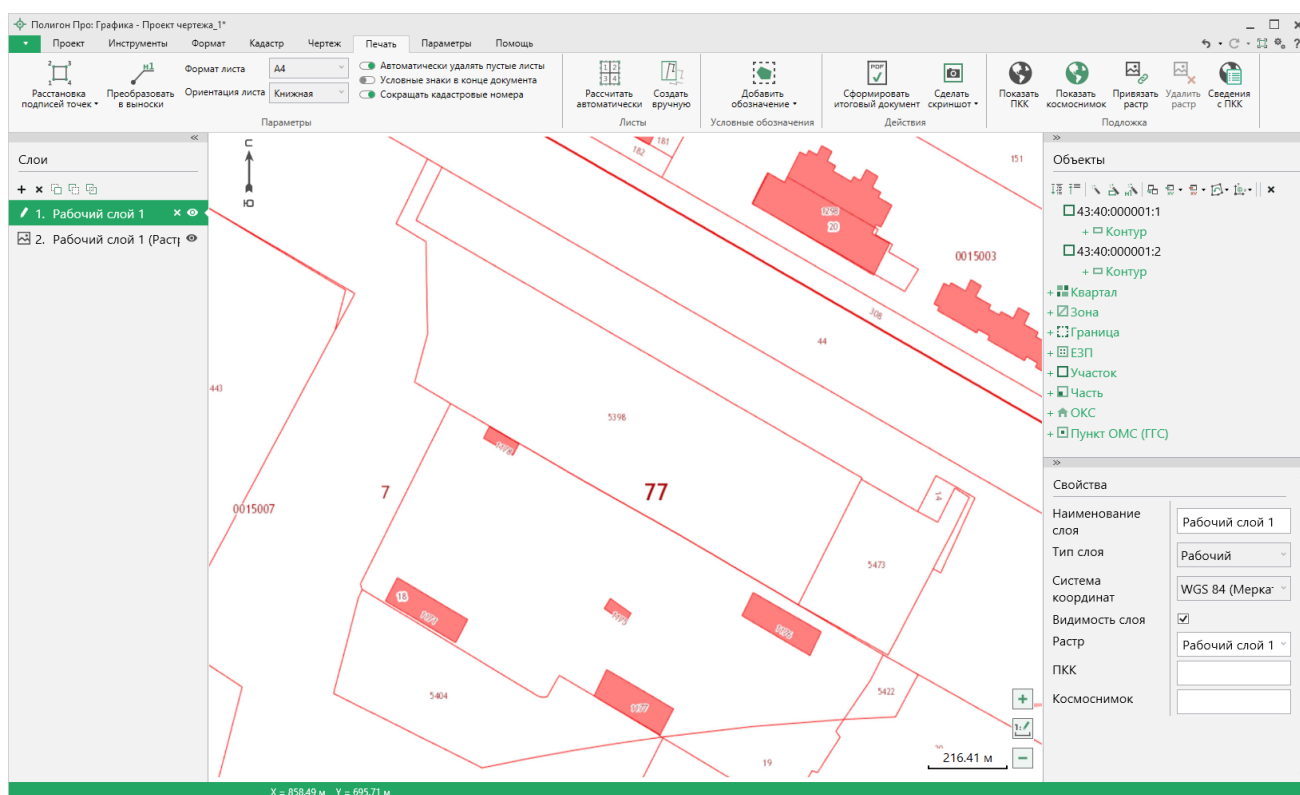 Полигон Про: Графика - Проект чертежа_1*
Проект Инструменты Формат Кадастр Чертеж Печать Параметры Помощь
Расстановка подписей точек
Преобразовать в выноски
Формат листа А4
Ориентация листа Книжная
Автоматически удалять пустые листы
Условные знаки в конце документа
Сокращать кадастровые номера
Параметры
Рассчитать автоматически
Создать вручную
Листы
Добавить обозначение
Условные обозначения
PDF
Сформировать итоговый документ
Сделать скриншот
Действия
Показать ПКК
Показать космоснимок
Привязать растр
Удалить растр
Сведения с ПКК
Подложка
Слои
1. Рабочий слой 1
2. Рабочий слой 1 (Раст
С
Ю
181
182
151
1298
20
0015003
308
44
443
5398
7
77
0015007
14
5473
18
1177
5404
5422
19
216.41 м
X = 858.49 м Y = 695.71 м
Объекты
43:40:000001:1
+ Контур
43:40:000001:2
+ Контур
+ Квартал
+ Зона
+ Граница
+ ЕЗП
+ Участок
+ Часть
+ ОКС
+ Пункт ОМС (ГГС)
Свойства
Наименование слоя
Рабочий слой 1
Тип слоя
Рабочий
Система координат
WGS 84 (Мерка
Видимость слоя
Растр
Рабочий слой 1
ПКК
Космоснимок